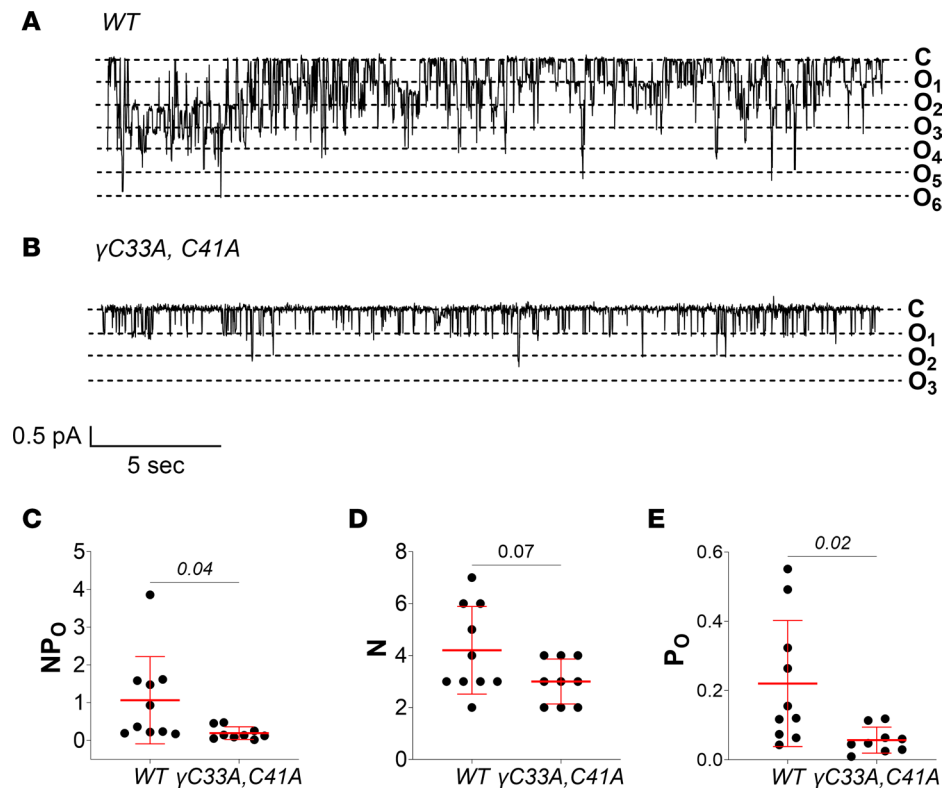 A WT
C
O1
O2
O3
O4
O5
O6
B γC33A, C41A
C
O1
O2
O3
0.5 pA
5 sec
C
0.04
NPO
5
4
3
2
1
0
WT γC33A,C41A
D
0.07
N
8
6
4
2
0
WT γC33A,C41A
E
0.02
PO
0.6
0.4
0.2
0.0
WT γC33A,C41A